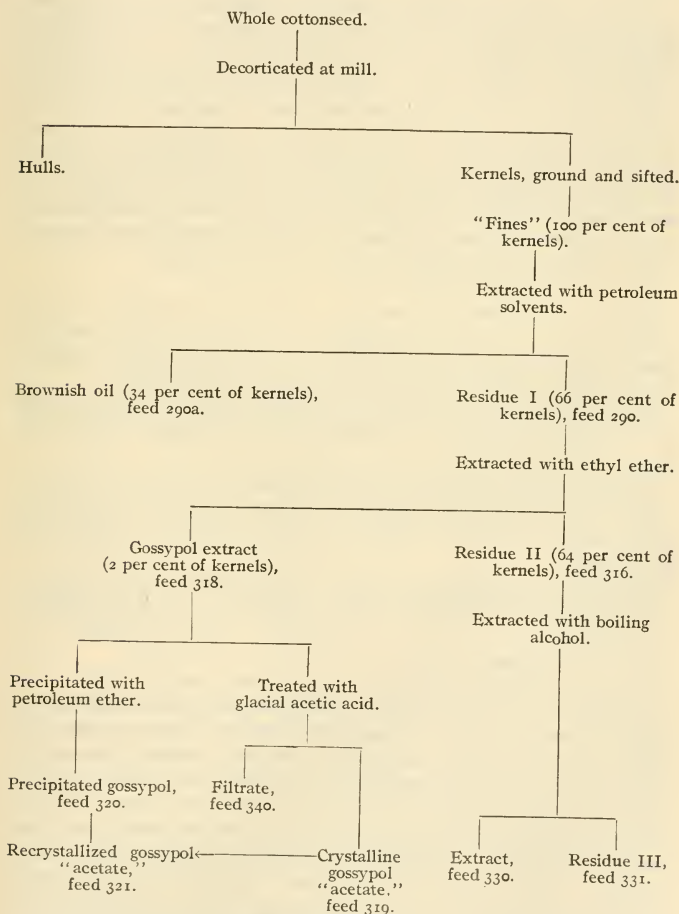 Whole cottonseed.
Decorticated at mill.
Hulls.
Kernels, ground and sifted.
"Fines" (100 per cent of
kernels).
Extracted with petroleum
solvents.
Brownish oil (34 per cent of kernels),
feed 290a.
Residue I (66 per cent of
kernels), feed 290.
Extracted with ethyl ether.
Gossypol extract
(2 per cent of kernels),
feed 318.
Residue II (64 per cent of
kernels), feed 316.
Extracted with boiling
alcohol.
Precipitated with
petroleum ether.
Treated with
glacial acetic acid.
Precipitated gossypol,
feed 320.
Filtrate,
feed 340.
Recrystallized gossypol
"acetate,"
feed 321.
Crystalline
gossypol
"acetate."
feed 319.
Extract,
feed 330.
Residue III,
feed 331.